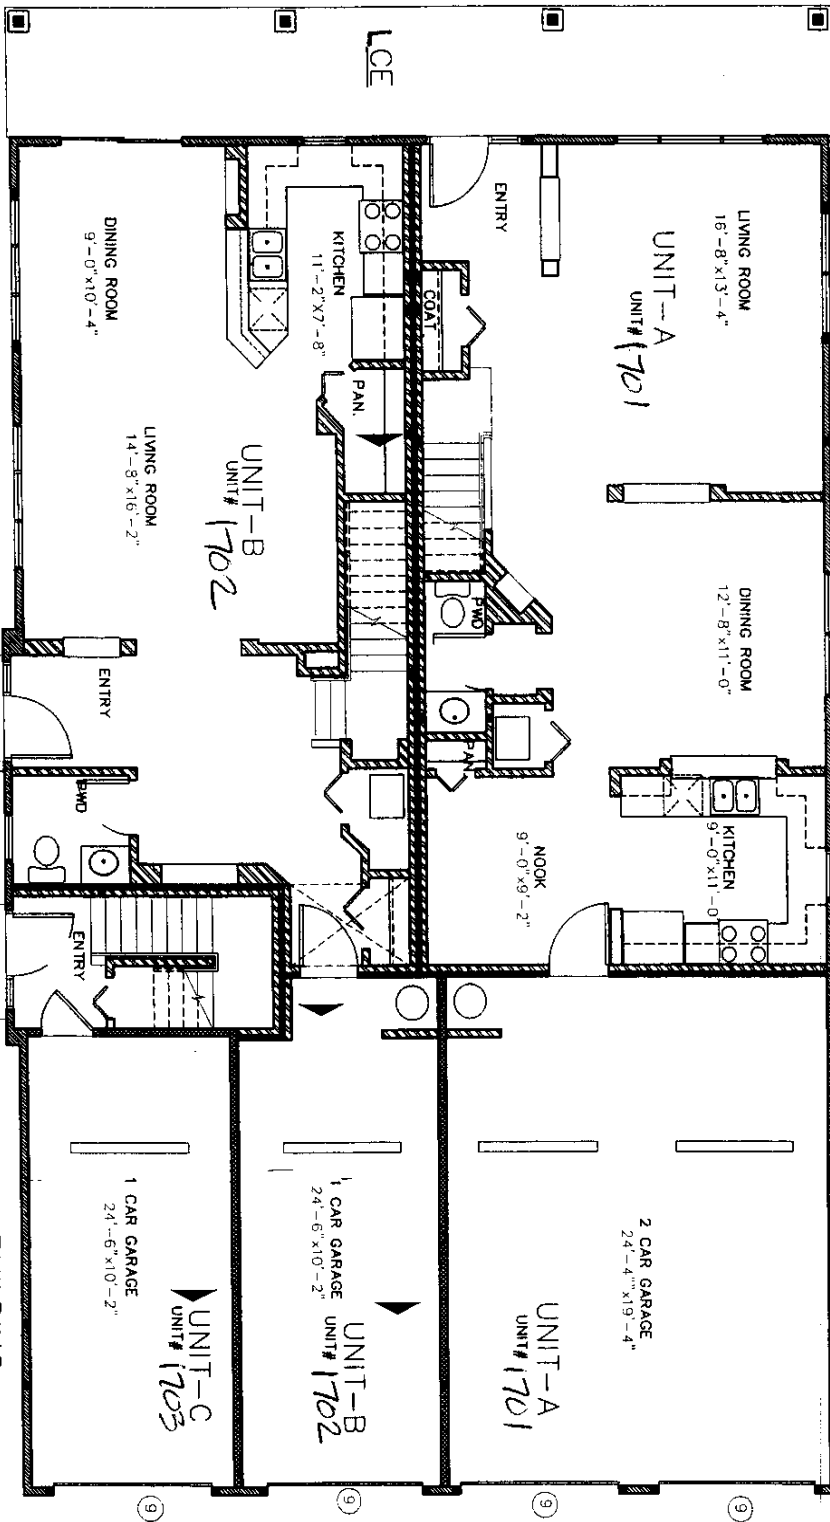 LCE
LIVING ROOM
16'-8"x13'-4"
ENTRY
UNIT-A
UNIT# 1701
COAT
KITCHEN
11'-2"X7'-8"
DINING ROOM
9'-0"x10'-4"
PAN.
LIVING ROOM
14'-8"x16'-2"
UNIT-B
UNIT# 1702
PWD
DINING ROOM
12'-8"x11'-0"
ENTRY
PAN
KITCHEN
9'-0"x11'-0
NOOK
9'-0"x9'-2"
PWD
ENTRY
2 CAR GARAGE
24'-4""x19'-4"
UNIT-A
UNIT# 1701
1 CAR GARAGE
24'-6"x10'-2"
UNIT-B
UNIT# 1702
1 CAR GARAGE
24'-6"x10'-2"
UNIT-C
UNIT# 1703
9
9
9
9